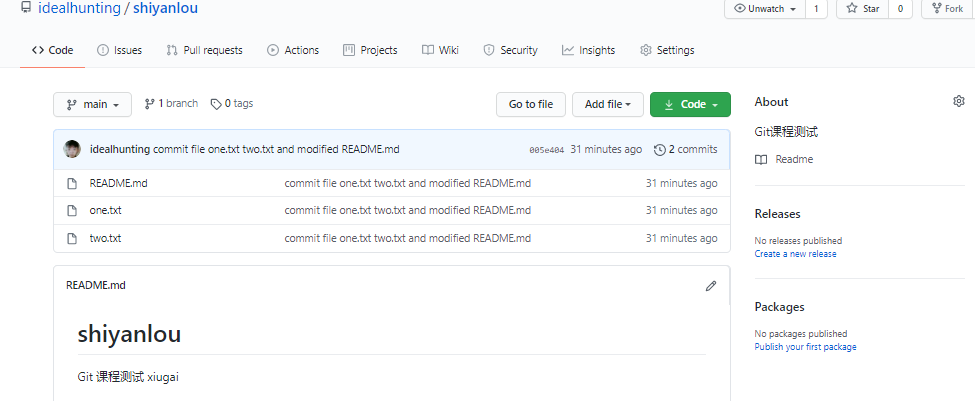 idealhunting / shiyanlou
Unwatch 1 Star 0 Fork
Code Issues Pull requests Actions Projects Wiki Security Insights Settings
main 1 branch 0 tags Go to file Add file Code
idealhunting commit file one.txt two.txt and modified README.md 005e404 31 minutes ago 2 commits
README.md commit file one.txt two.txt and modified README.md 31 minutes ago
one.txt commit file one.txt two.txt and modified README.md 31 minutes ago
two.txt commit file one.txt two.txt and modified README.md 31 minutes ago
README.md
shiyanlou
Git 课程测试 xiugai
About
Git课程测试
Readme
Releases
No releases published
Create a new release
Packages
No packages published
Publish your first package